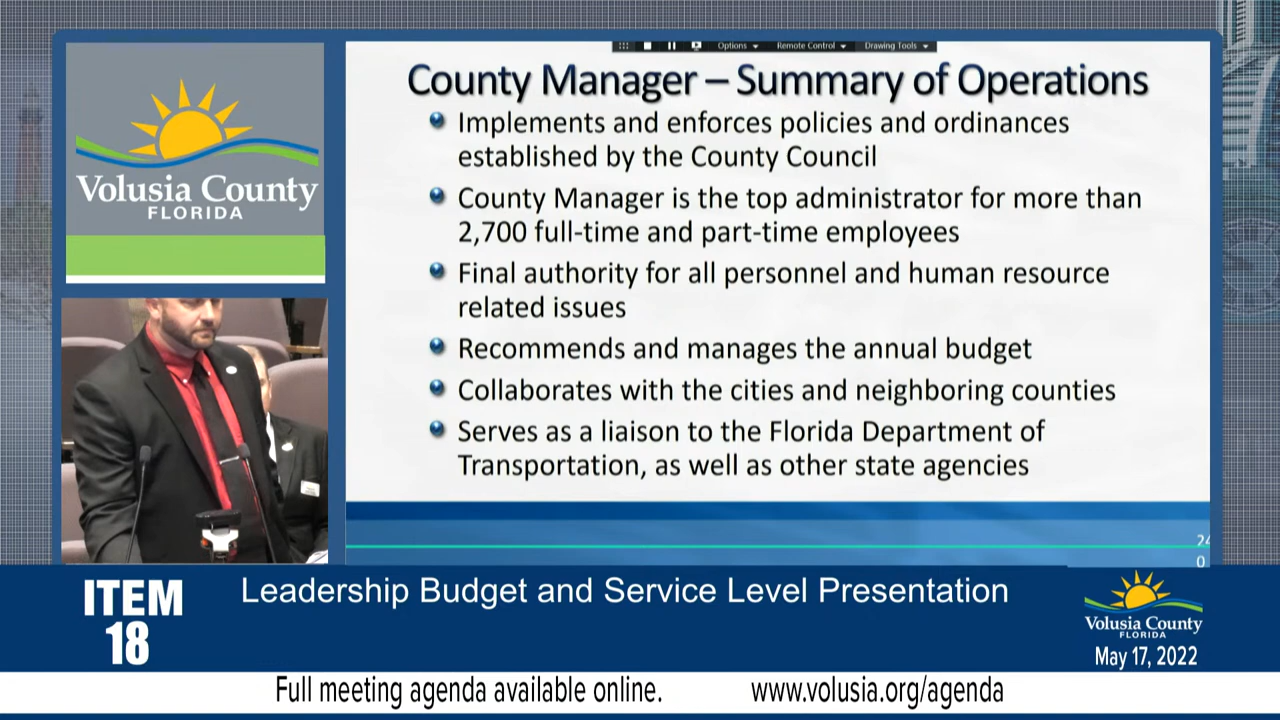 Options
Remote Control
Drawing Tools
Volusia County
FLORIDA
County Manager – Summary of Operations
Implements and enforces policies and ordinances
established by the County Council
County Manager is the top administrator for more than
2,700 full-time and part-time employees
Final authority for all personnel and human resource
related issues
Recommends and manages the annual budget
Collaborates with the cities and neighboring counties
Serves as a liaison to the Florida Department of
Transportation, as well as other state agencies
24
0
ITEM
18
Leadership Budget and Service Level Presentation
Volusia County
FLORIDA
May 17, 2022
Full meeting agenda available online.
www.volusia.org/agenda